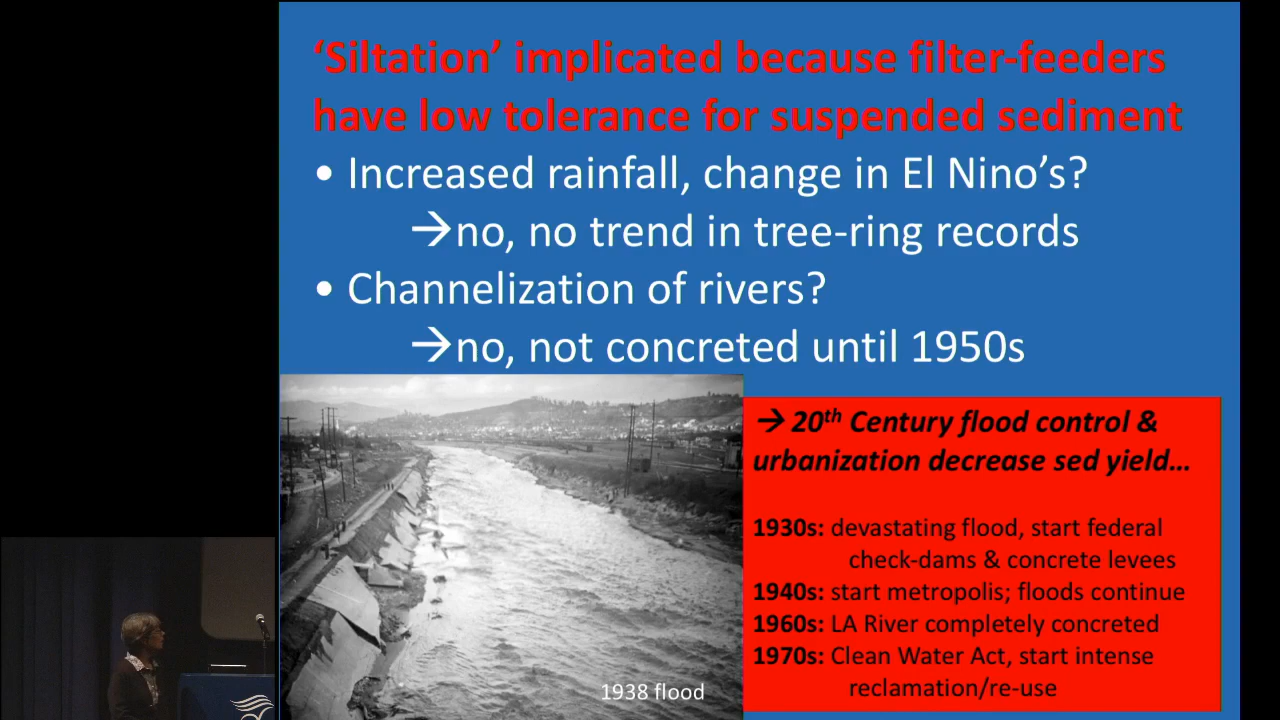 ‘Siltation’ implicated because filter-feeders
have low tolerance for suspended sediment
• Increased rainfall, change in El Nino’s?
→no, no trend in tree-ring records
• Channelization of rivers?
→no, not concreted until 1950s
→ 20th Century flood control &
urbanization decrease sed yield...
1930s: devastating flood, start federal
check-dams & concrete levees
1940s: start metropolis; floods continue
1960s: LA River completely concreted
1970s: Clean Water Act, start intense
reclamation/re-use
1938 flood